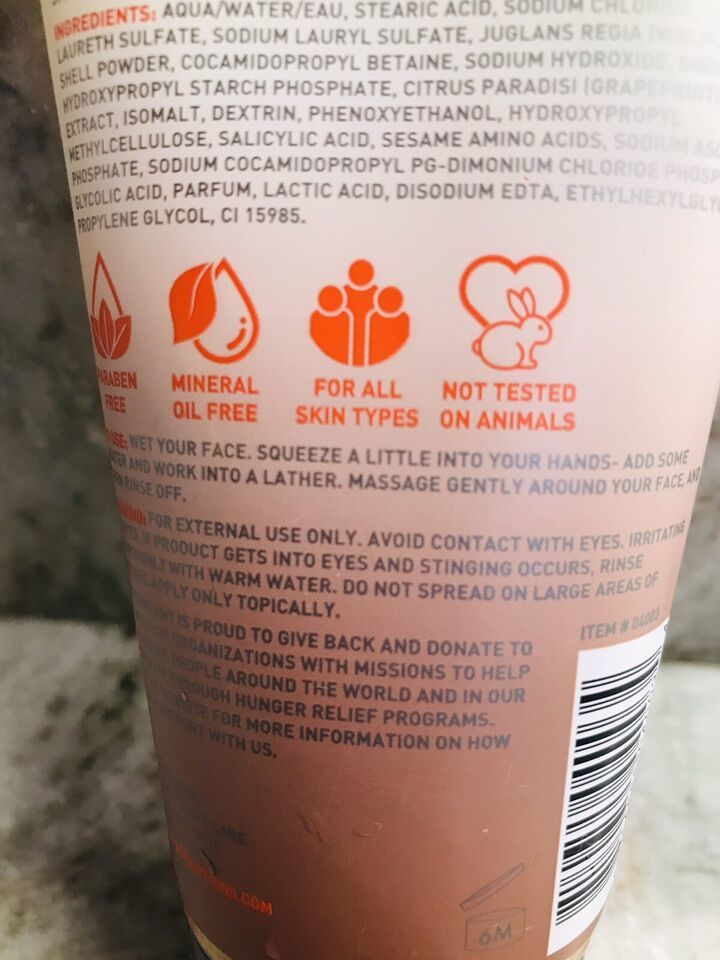 INGREDIENTS: AQUA/WATER/EAU, STEARIC ACID, SODIUM
LAURETH SULFATE, SODIUM LAURYL SULFATE, JUGLANS REGIA
SHELL POWDER, COCAMIDOPROPYL BETAINE, SODIUM HYDROXIDE,
HYDROXYPROPYL STARCH PHOSPHATE, CITRUS PARADISI (GRAPEFRUIT)
EXTRACT, ISOMALT, DEXTRIN, PHENOXYETHANOL, HYDROXYPROPYL
METHYLCELLULOSE, SALICYLIC ACID, SESAME AMINO ACIDS, SODIUM
PHOSPHATE, SODIUM COCAMIDOPROPYL PG-DIMONIUM CHLORIDE
GLYCOLIC ACID, PARFUM, LACTIC ACID, DISODIUM EDTA,
PROPYLENE GLYCOL, CI 15985.
PARABEN
FREE
MINERAL
OIL FREE
FOR ALL
SKIN TYPES
NOT TESTED
ON ANIMALS
USE: WET YOUR FACE. SQUEEZE A LITTLE INTO YOUR HANDS- ADD SOME
AND WORK INTO A LATHER. MASSAGE GENTLY AROUND YOUR FACE, AND
RINSE OFF.
FOR EXTERNAL USE ONLY. AVOID CONTACT WITH EYES. IRRITATING
IF PRODUCT GETS INTO EYES AND STINGING OCCURS, RINSE
WITH WARM WATER. DO NOT SPREAD ON LARGE AREAS OF
APPLY ONLY TOPICALLY.
IS PROUD TO GIVE BACK AND DONATE TO
ORGANIZATIONS WITH MISSIONS TO HELP
PEOPLE AROUND THE WORLD AND IN OUR
THROUGH HUNGER RELIEF PROGRAMS.
FOR MORE INFORMATION ON HOW
WITH US.
ITEM # 04003
CARE
6M